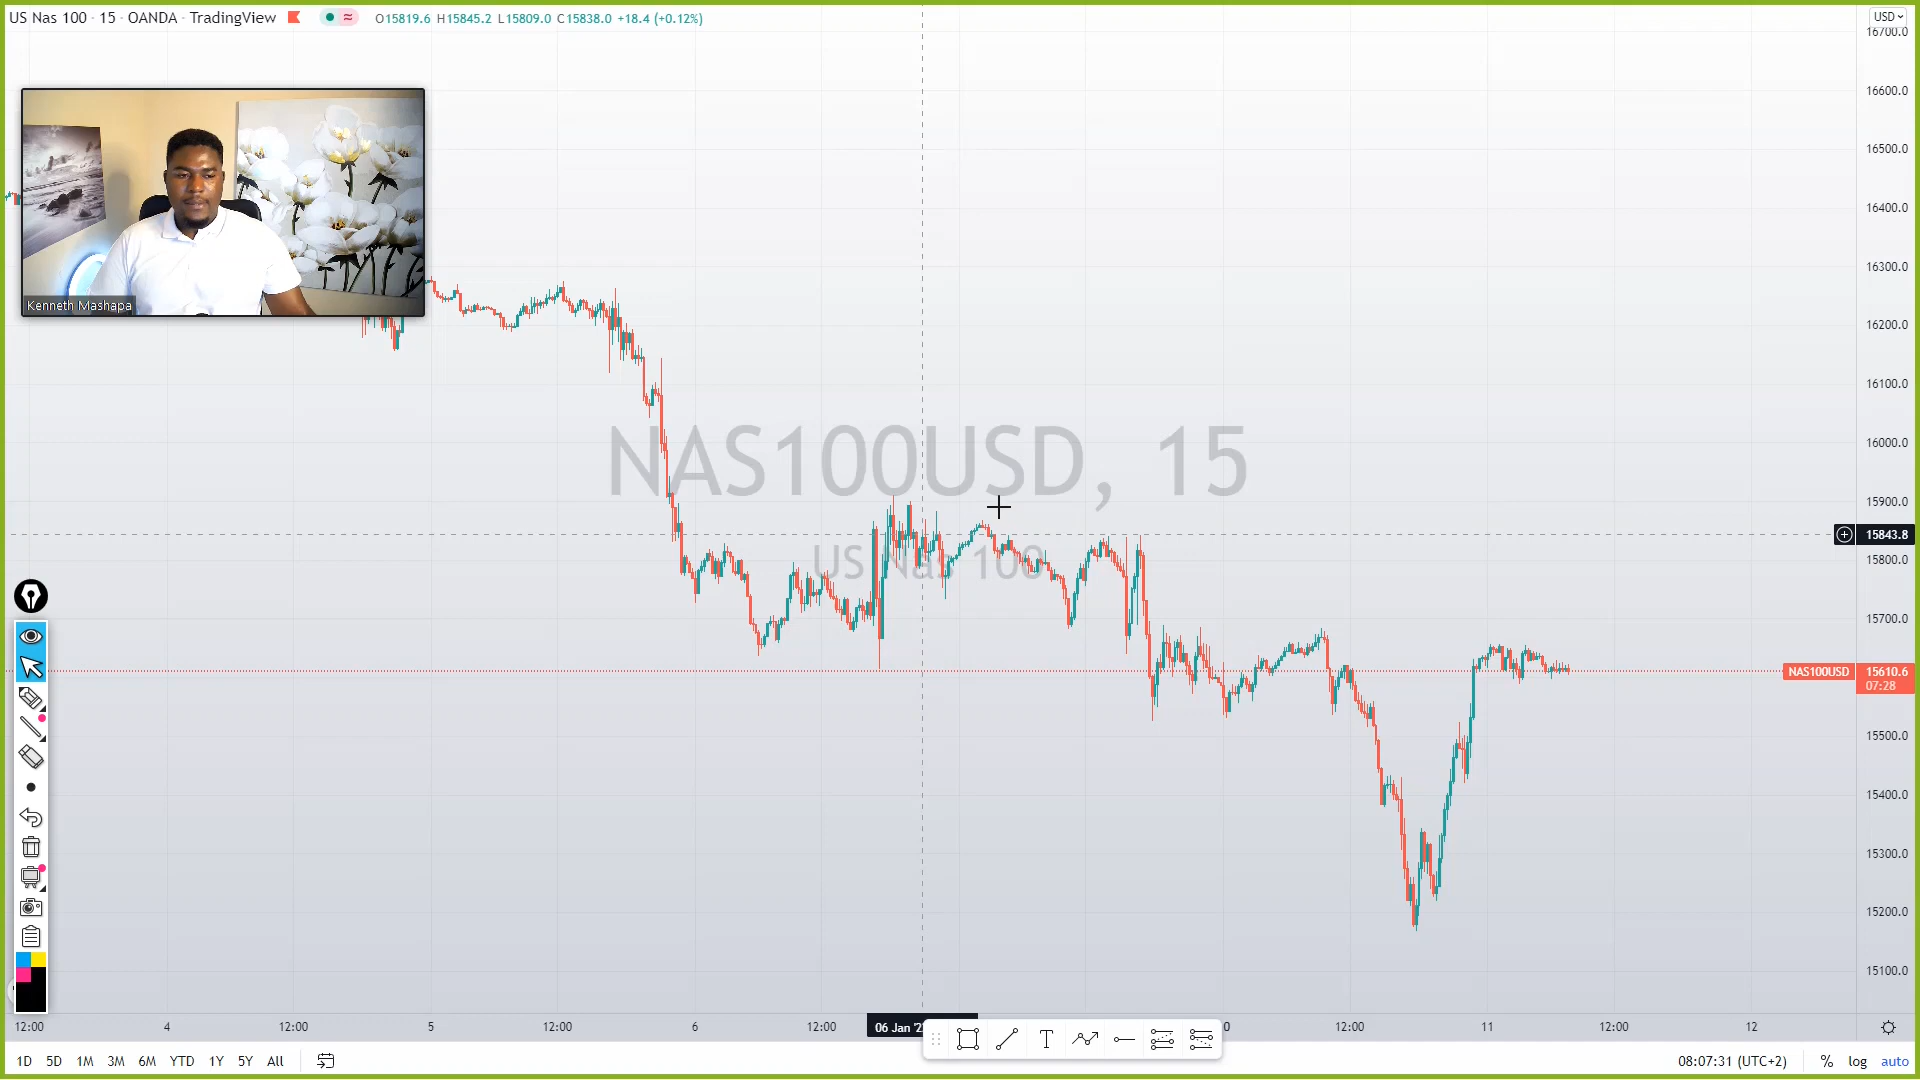 US Nas 100 · 15 · OANDA · TradingView
O15819.6 H15845.2 L15809.0 C15838.0 +18.4 (+0.12%)
USD
16700.0
16600.0
16500.0
16400.0
16300.0
16200.0
16100.0
16000.0
15900.0
15843.8
15800.0
15700.0
NAS100USD 15610.6
07:28
15500.0
15400.0
15300.0
15200.0
15100.0
Kenneth Mashapa
NAS100USD, 15
US Nas 100
12:00 4 12:00 5 12:00 6 12:00 06 Jan '2 0 12:00 11 12:00 12
1D 5D 1M 3M 6M YTD 1Y 5Y All
08:07:31 (UTC+2) % log auto